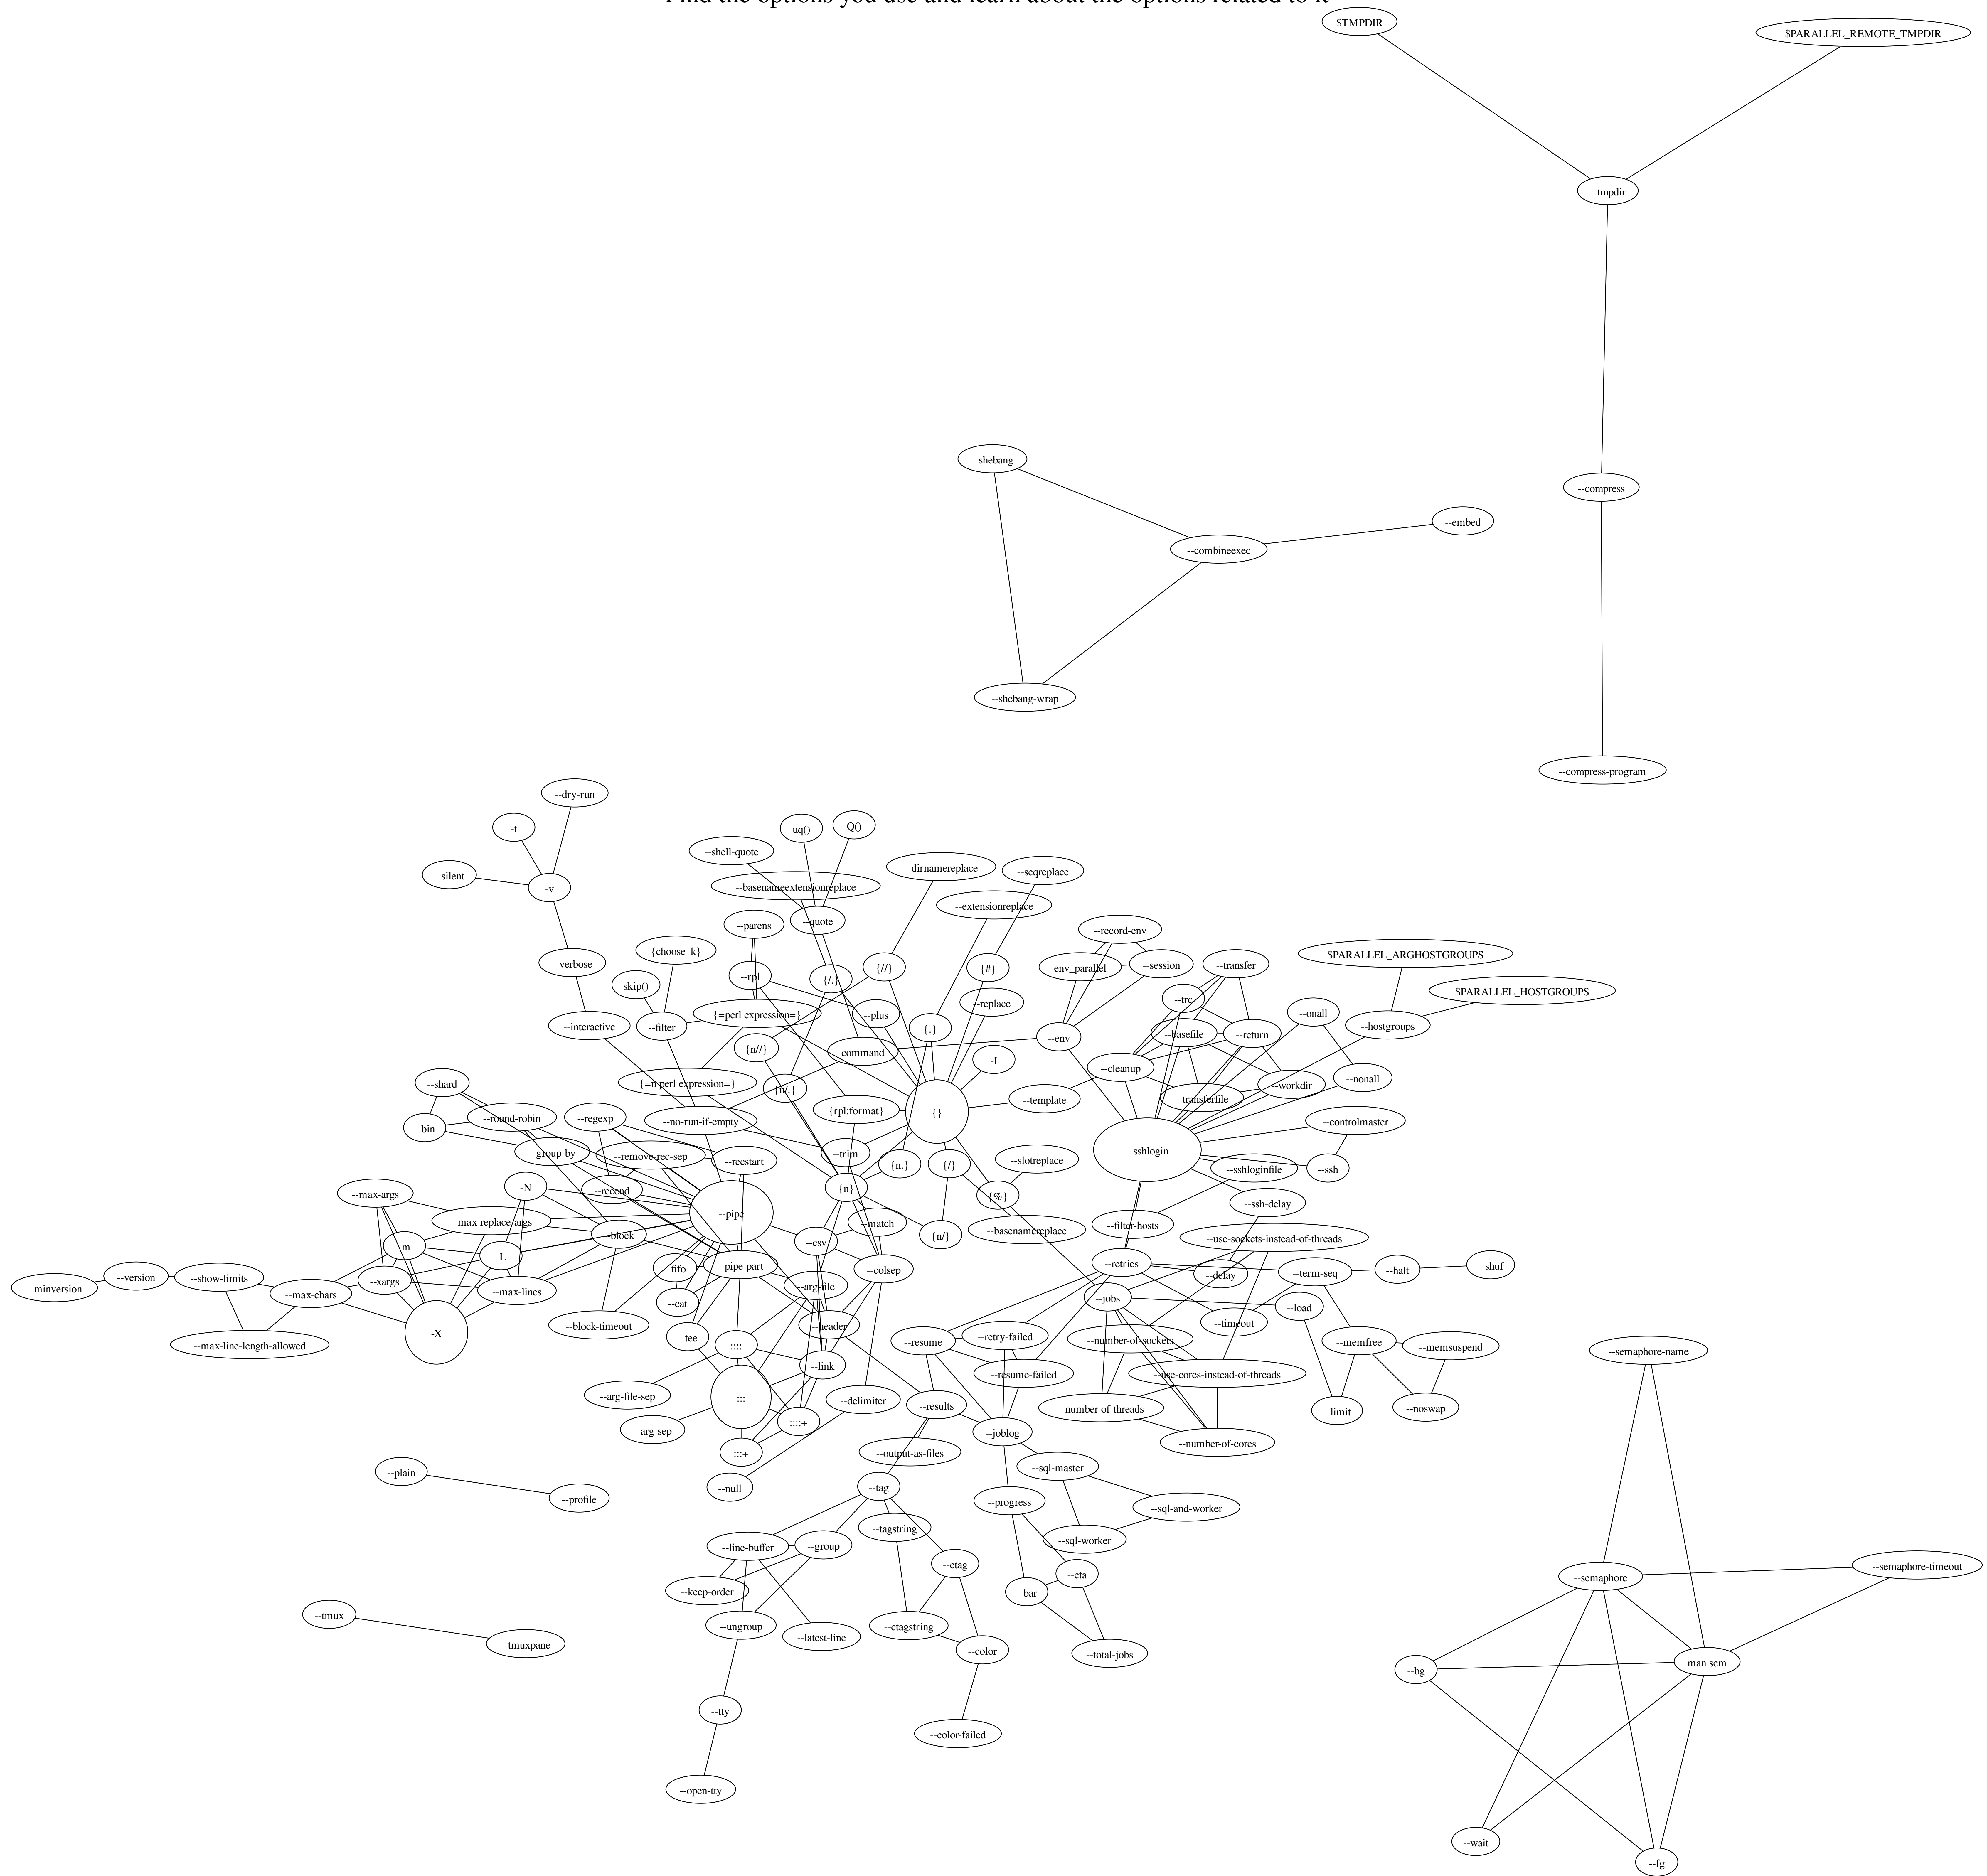 Find the options you use and learn about the options related to it
$TMPDIR
$PARALLEL_REMOTE_TMPDIR
--tmpdir
--shebang
--compress
--embed
--combineexec
--shebang-wrap
--compress-program
--dry-run
-t
uq()
Q()
--shell-quote
--silent
-v
--basenameextensionreplace
--dirnamereplace
--seqreplace
--extensionreplace
--quote
--parens
--record-env
{choose_k}
$PARALLEL_ARGHOSTGROUPS
--verbose
--rpl
{/.}
{//}
{#}
env_parallel
--session
--transfer
skip()
$PARALLEL_HOSTGROUPS
--trc
--replace
{=perl expression=}
--plus
--onall
--interactive
--filter
{.}
--hostgroups
--basefile
--return
--env
{n//}
command
-I
--cleanup
--nonall
{=n perl expression=}
--shard
{n/.}
--workdir
--transferfile
--template
{rpl:format}
{}
--round-robin
--regexp
--no-run-if-empty
--controlmaster
--bin
--sshlogin
--group-by
--remove-rec-sep
--trim
--recstart
--slotreplace
{n.}
{/}
--sshloginfile
--ssh
-N
--recend
{n}
{%}
--max-args
--ssh-delay
--pipe
--max-replace-args
--match
--basenamereplace
--filter-hosts
--block
{n/}
--use-sockets-instead-of-threads
--csv
-m
-L
--pipe-part
--fifo
--colsep
--retries
--delay
--term-seq
--halt
--shuf
--minversion
--version
--show-limits
--xargs
--arg-file
--max-chars
--max-lines
--cat
--jobs
--load
--block-timeout
--header
--timeout
-X
--tee
--resume
--retry-failed
--number-of-sockets
--memfree
--memsuspend
--max-line-length-allowed
::::
--semaphore-name
--link
--resume-failed
--use-cores-instead-of-threads
--arg-file-sep
:::
--delimiter
--results
--number-of-threads
--limit
--noswap
--arg-sep
::::+
--joblog
--number-of-cores
:::+
--output-as-files
--sql-master
--plain
--null
--tag
--profile
--progress
--sql-and-worker
--tagstring
--sql-worker
--line-buffer
--group
--ctag
--semaphore-timeout
--eta
--semaphore
--keep-order
--bar
--tmux
--ungroup
--ctagstring
--latest-line
--tmuxpane
--color
--total-jobs
man sem
--bg
--tty
--color-failed
--open-tty
--wait
--fg